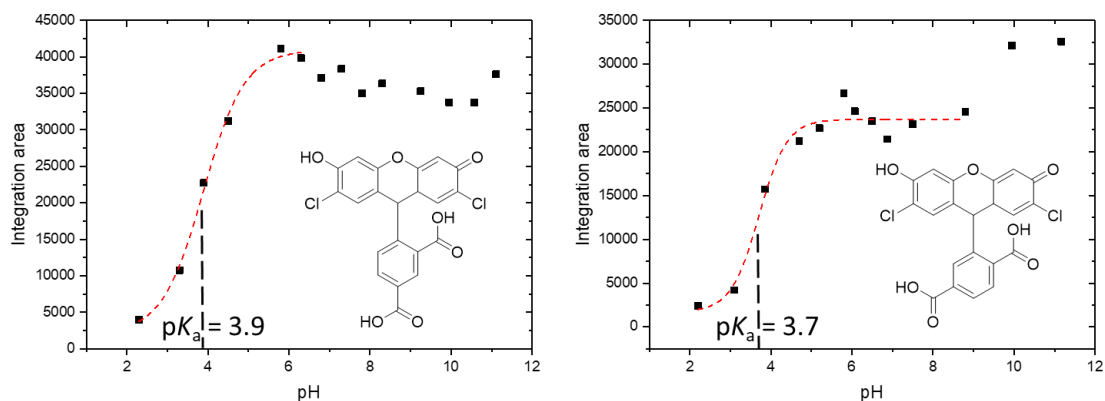 45000
40000
35000
30000
25000
20000
15000
10000
5000
0
Integration area
HO
O
O
Cl
Cl
OH
O
HO
O
pKa = 3.9
2 4 6 8 10 12
pH
35000
30000
25000
20000
15000
10000
5000
0
Integration area
HO
O
O
Cl
Cl
OH
O
HO
O
pKa = 3.7
2 4 6 8 10 12
pH